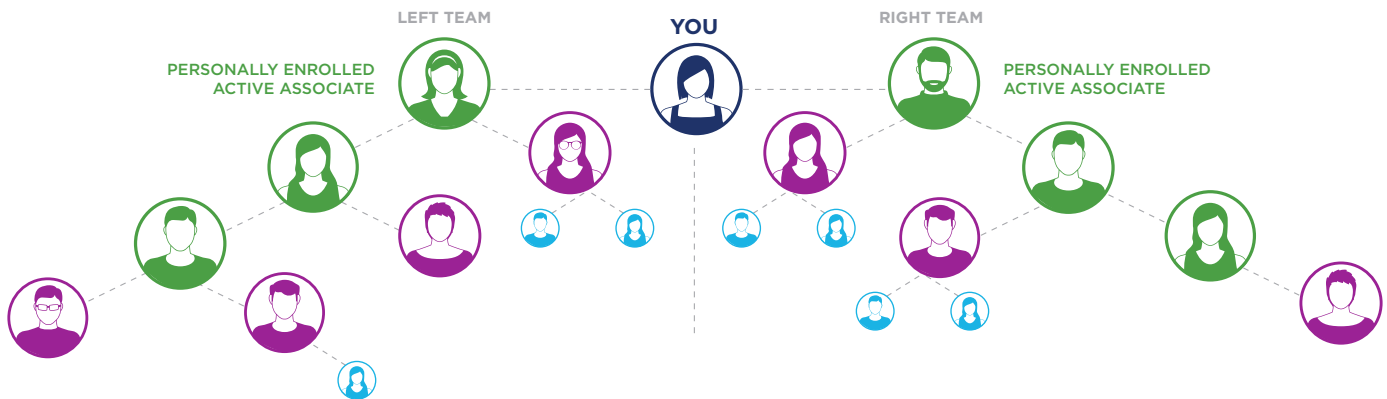 LEFT TEAM
YOU
RIGHT TEAM
PERSONALLY ENROLLED
ACTIVE ASSOCIATE
PERSONALLY ENROLLED
ACTIVE ASSOCIATE